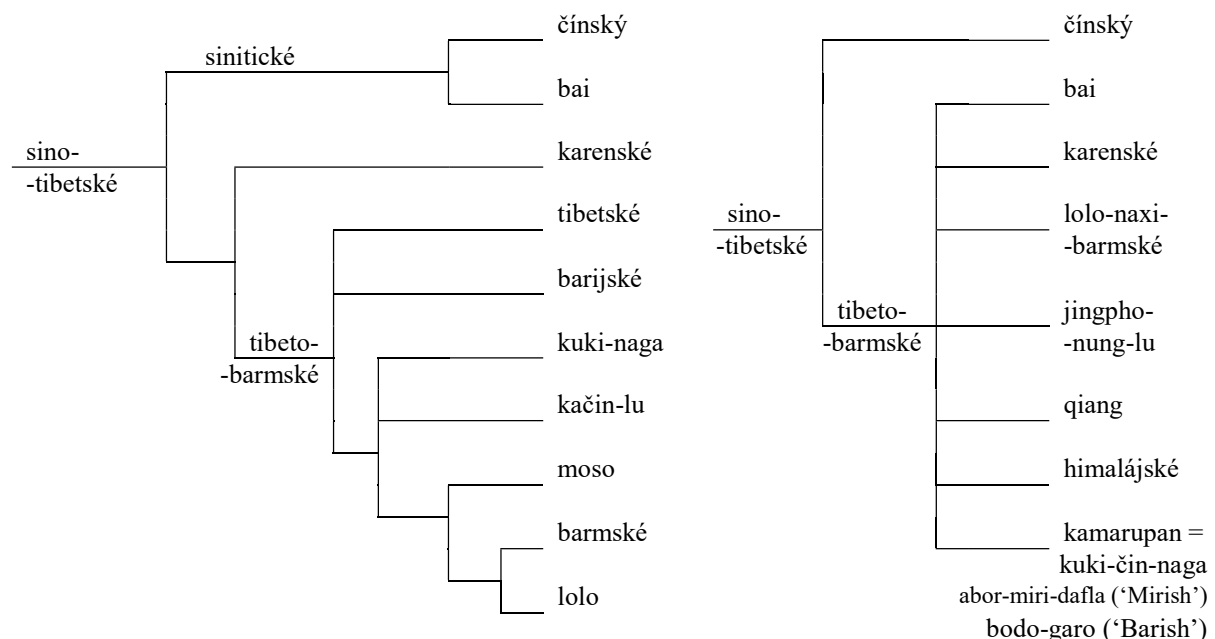 čínský
sinitické
bai
karenské
sino-
-tibetské
tibetské
barijské
tibeto-
-barmské
kuki-naga
kačin-lu
moso
barmské
lolo
čínský
bai
karenské
lolo-naxi-
-barmské
sino-
-tibetské
tibeto-
-barmské
jingpho-
-nung-lu
qiang
himalájské
kamarupan =
kuki-čin-naga
abor-miri-dafla (‘Mirish’)
bodo-garo (‘Barish’)